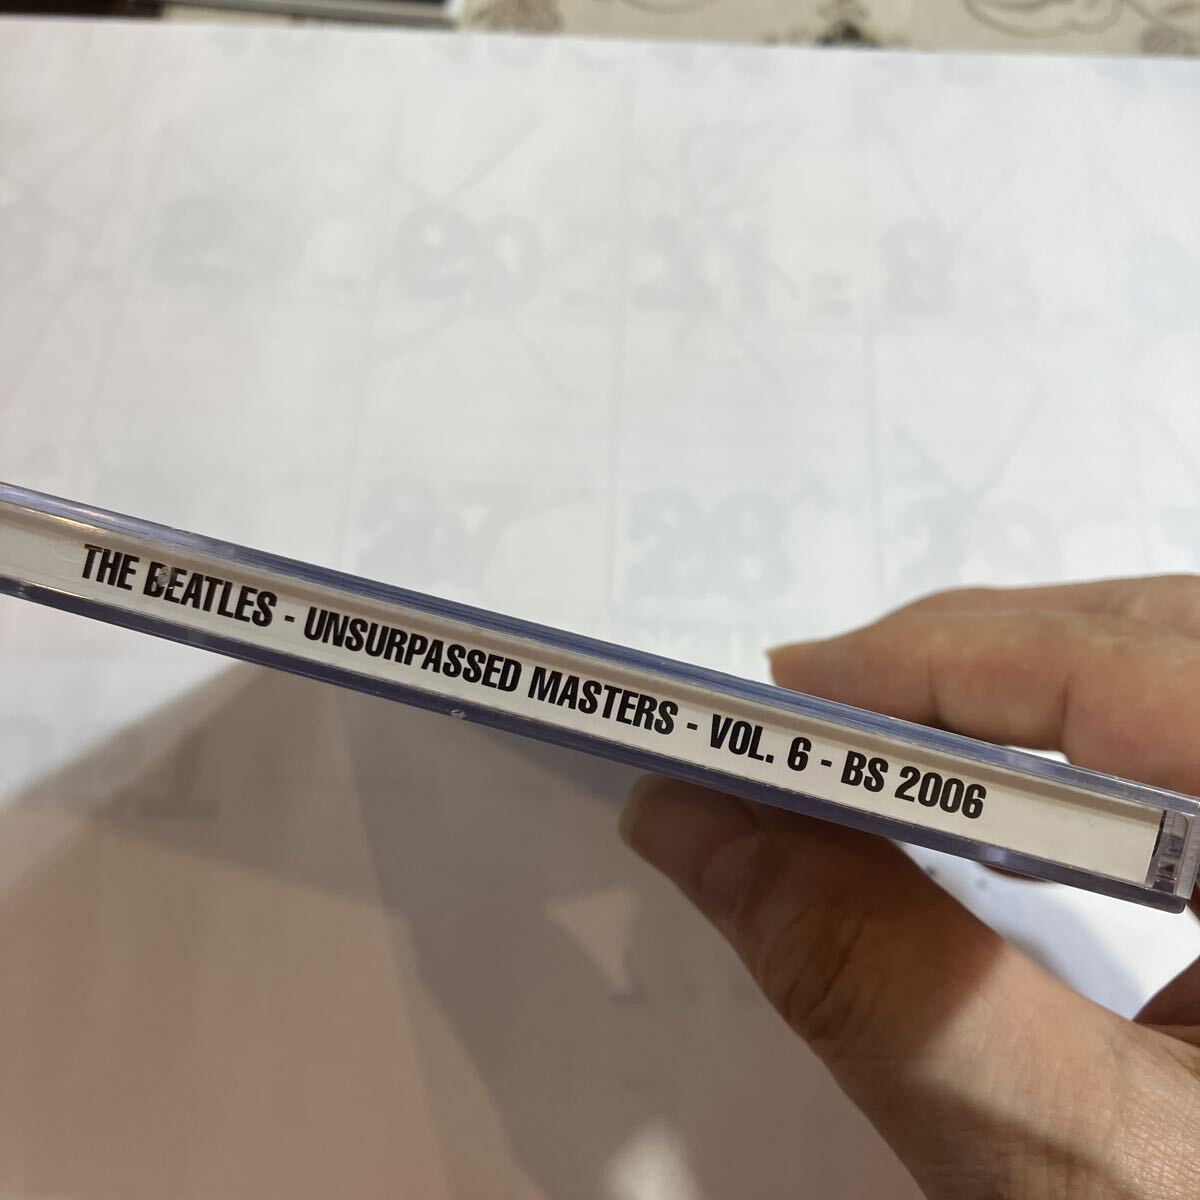 THE BEATLES - UNSURPASSED MASTERS - VOL. 6 - BS 2006